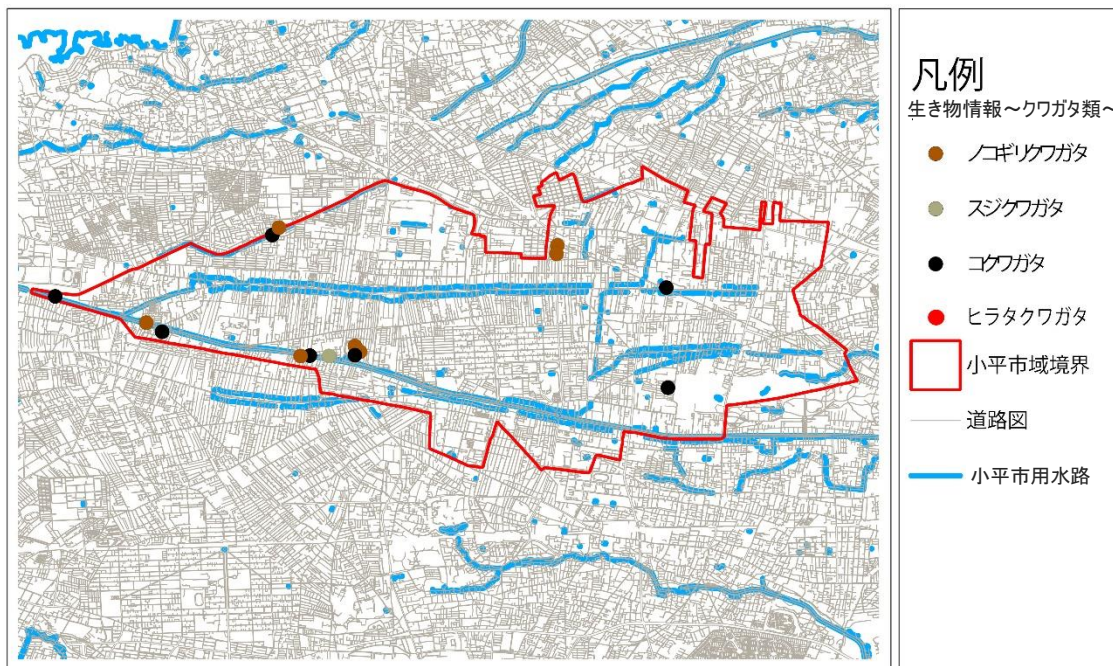 凡例
生き物情報~クワガタ類~
ノコギリクワガタ
スジクワガタ
コクワガタ
ヒラタクワガタ
小平市域境界
道路図
小平市用水路